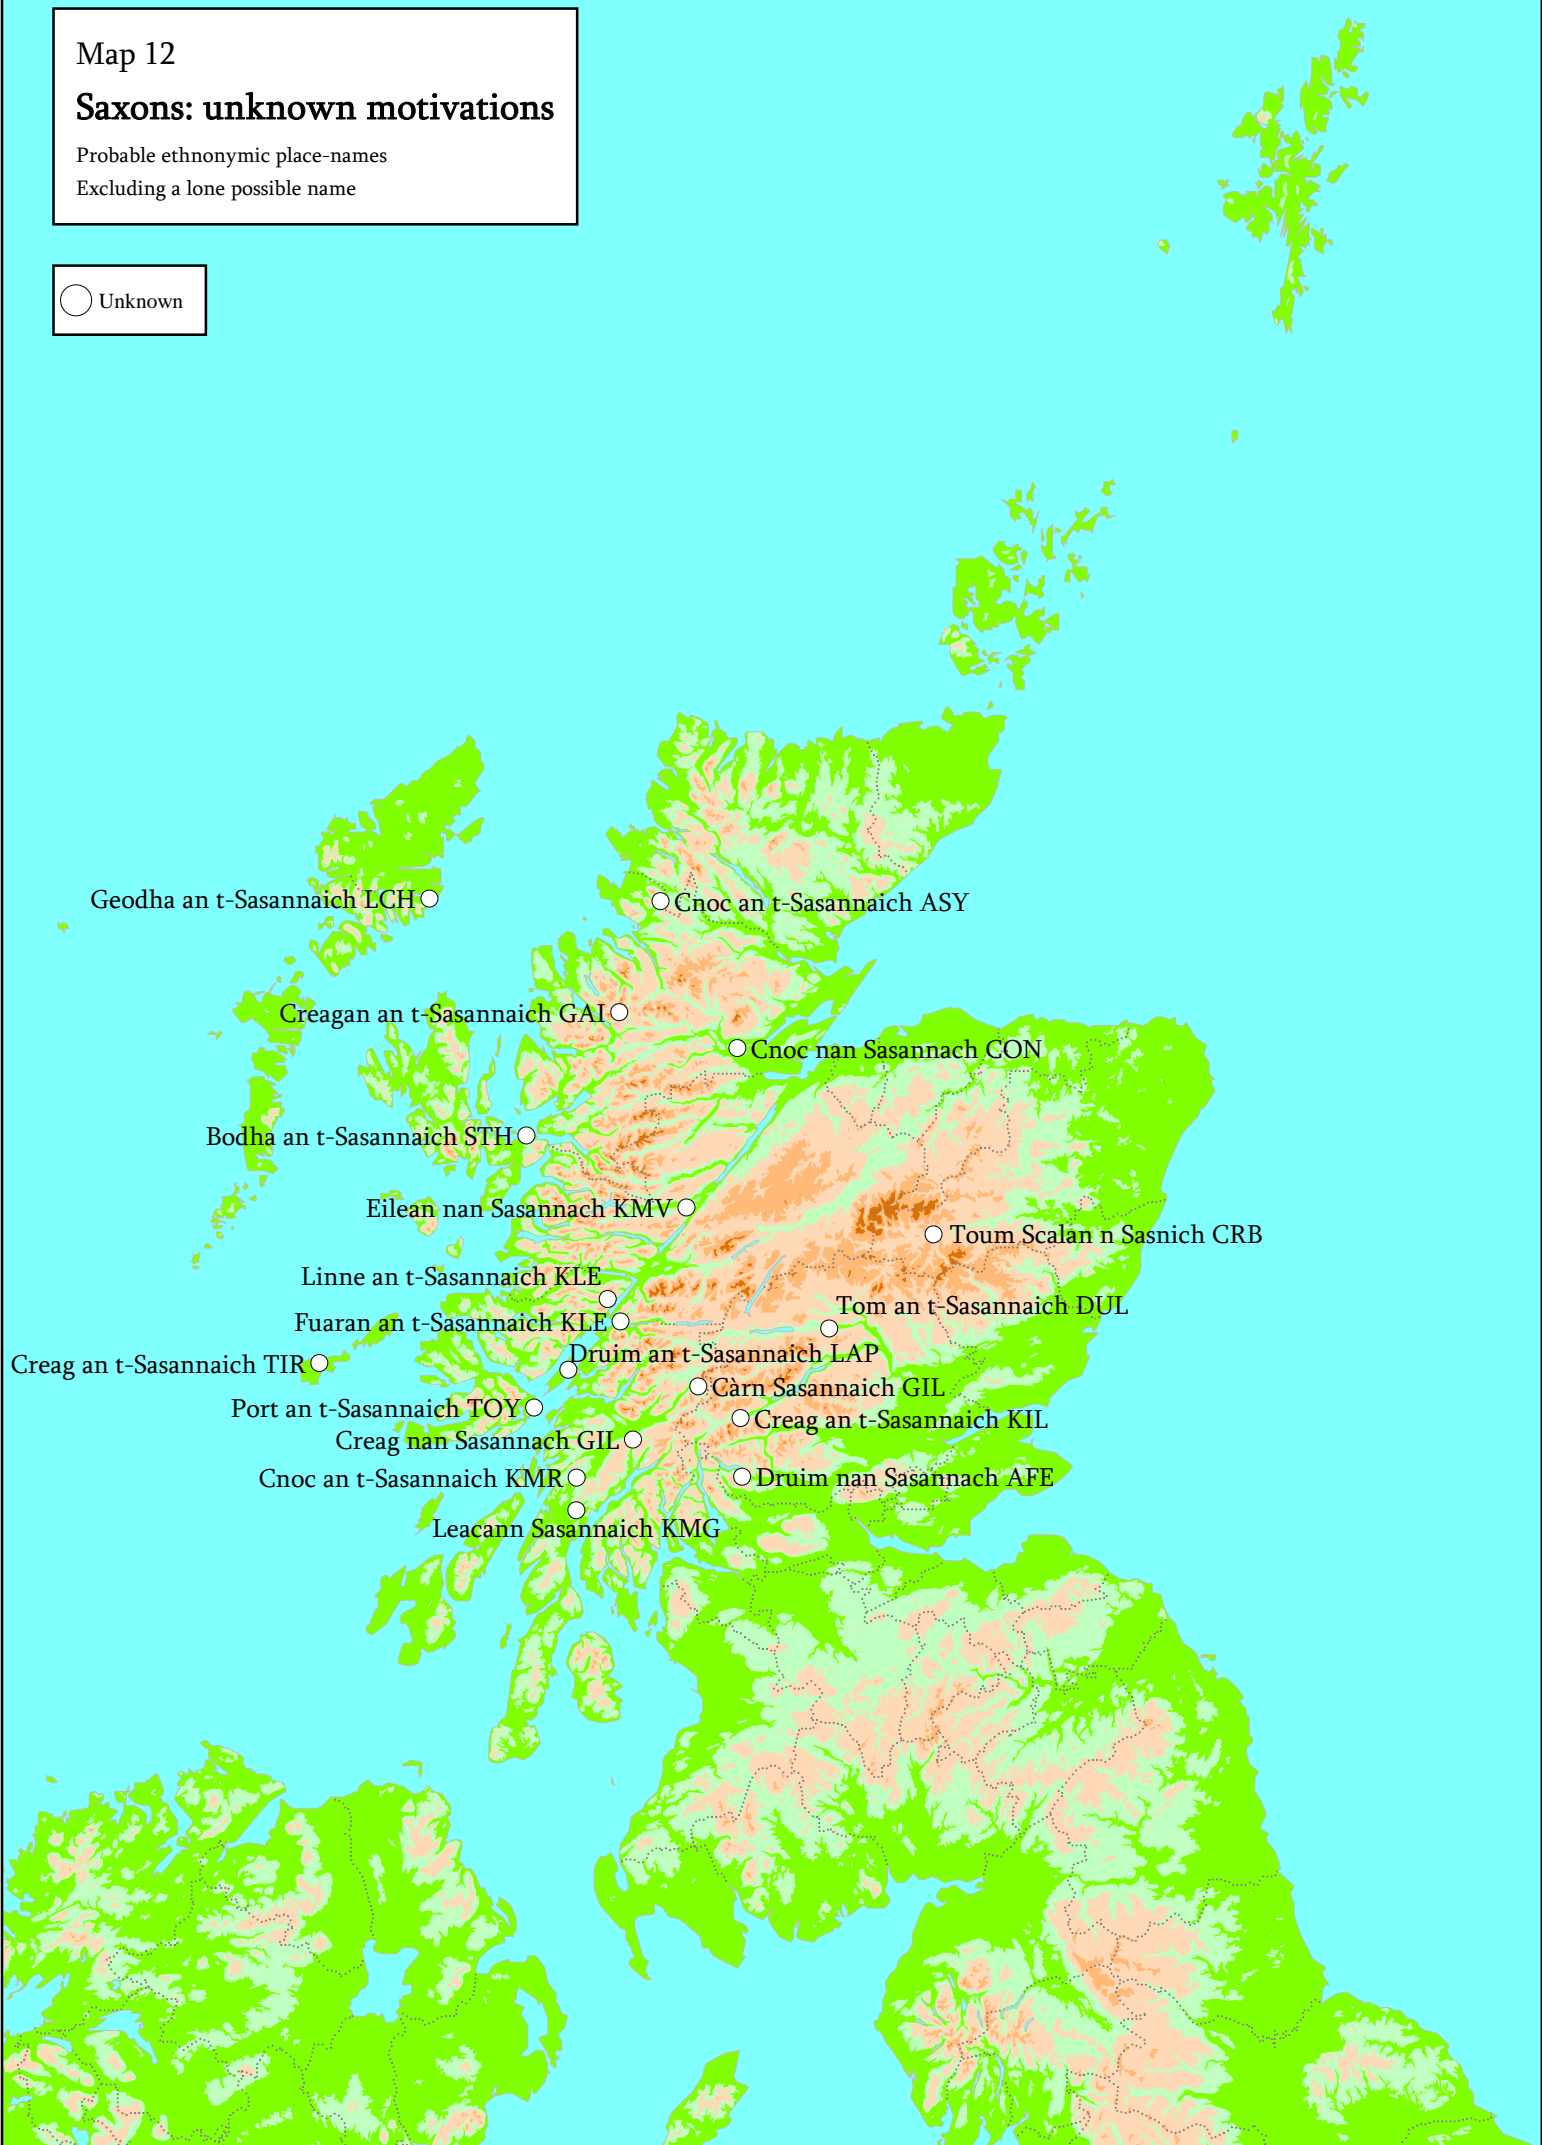 Map 12
Saxons: unknown motivations
Probable ethnonymic place-names
Excluding a lone possible name
Unknown
Geodha an t-Sasannaich LCH
Cnoc an t-Sasannaich ASY
Creagan an t-Sasannaich GAI
Cnoc nan Sasannach CON
Bodha an t-Sasannaich STH
Eilean nan Sasannach KMV
Toum Scalan n Sasnich CRB
Linne an t-Sasannaich KLE
Tom an t-Sasannaich DUL
Fuaran an t-Sasannaich KLE
Druim an t-Sasannaich LAP
Creag an t-Sasannaich TIR
Càrn Sasannaich GIL
Port an t-Sasannaich TOY
Creag an t-Sasannaich KIL
Creag nan Sasannach GIL
Cnoc an t-Sasannaich KMR
Druim nan Sasannach AFE
Leacann Sasannaich KMG